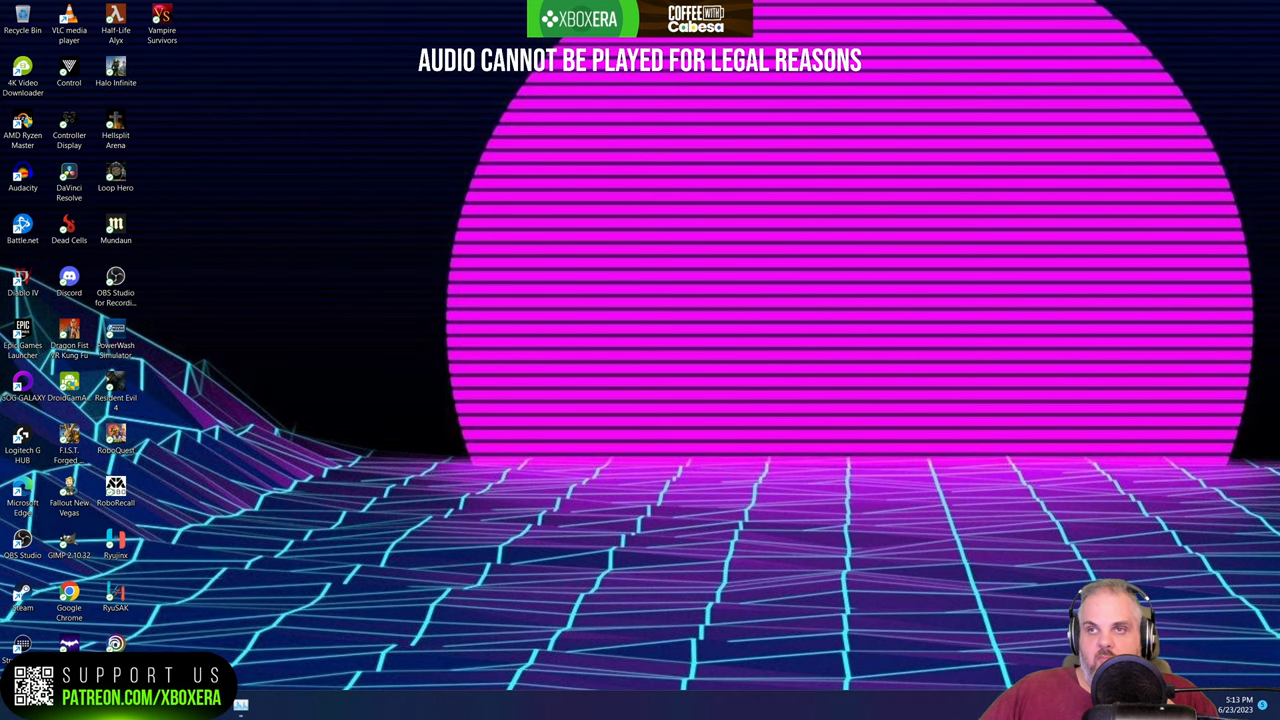 XBOXERA
COFFEE WITH
Cabesa
AUDIO CANNOT BE PLAYED FOR LEGAL REASONS
Recycle Bin
VLC media
player
Half-Life
Alyx
Vampire
Survivors
4K Video
Downloader
Control
Halo Infinite
AMD Ryzen
Master
Controller
Display
Hellsplit
Arena
Audacity
DaVinci
Resolve
Loop Hero
Battle.net
Dead Cells
Mundaun
Diablo IV
Discord
OBS Studio
for Recordi...
Epic Games
Launcher
Dragon Fist
VR Kung Fu
PowerWash
Simulator
GOG GALAXY
DroidCamA...
Resident Evil
4
Logitech G
HUB
F.I.S.T.
Forged ...
RoboQuest
Microsoft
Edge
Fallout New
Vegas
RoboRecall
OBS Studio
GIMP 2.10.32
Ryujinx
Steam
Google
Chrome
RyuSAK
SUPPORT US
PATREON.COM/XBOXERA
5:13 PM
6/23/2023